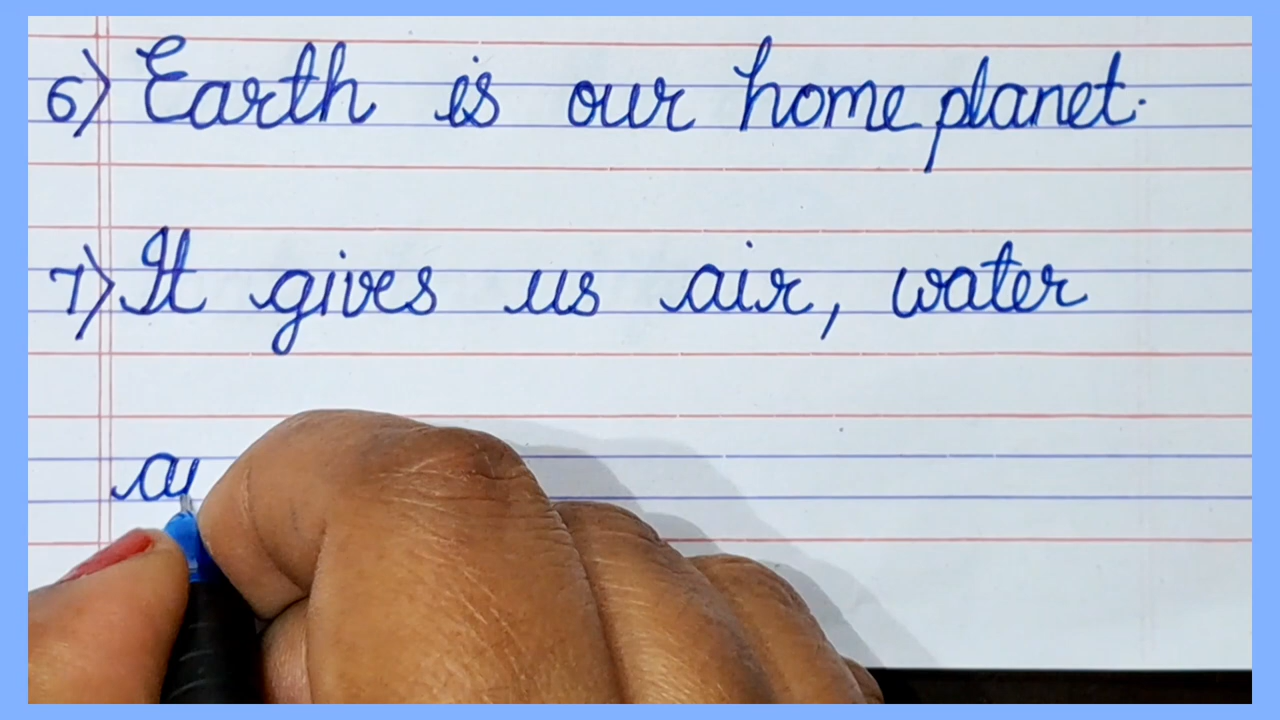 6) Earth is our home planet.
7) It gives us air, water
a